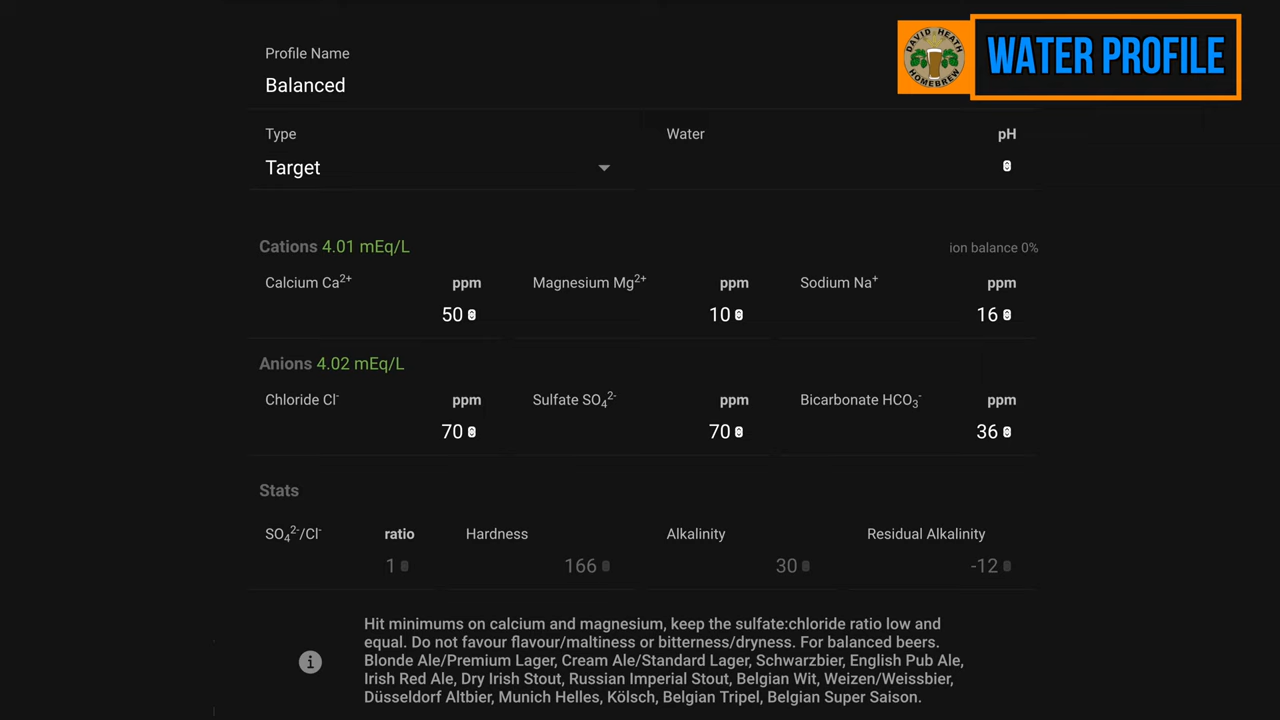 DAVID HEATH
HOMEBREW
WATER PROFILE
Profile Name
Balanced
Type Water pH
Target
Cations 4.01 mEq/L ion balance 0%
Calcium Ca²⁺ ppm Magnesium Mg²⁺ ppm Sodium Na⁺ ppm
50 10 16
Anions 4.02 mEq/L
Chloride Cl⁻ ppm Sulfate SO₄²⁻ ppm Bicarbonate HCO₃⁻ ppm
70 70 36
Stats
SO₄²⁻/Cl⁻ ratio Hardness Alkalinity Residual Alkalinity
1 166 30 -12
Hit minimums on calcium and magnesium, keep the sulfate:chloride ratio low and
equal. Do not favour flavour/maltiness or bitterness/dryness. For balanced beers.
Blonde Ale/Premium Lager, Cream Ale/Standard Lager, Schwarzbier, English Pub Ale,
Irish Red Ale, Dry Irish Stout, Russian Imperial Stout, Belgian Wit, Weizen/Weissbier,
Düsseldorf Altbier, Munich Helles, Kölsch, Belgian Tripel, Belgian Super Saison.